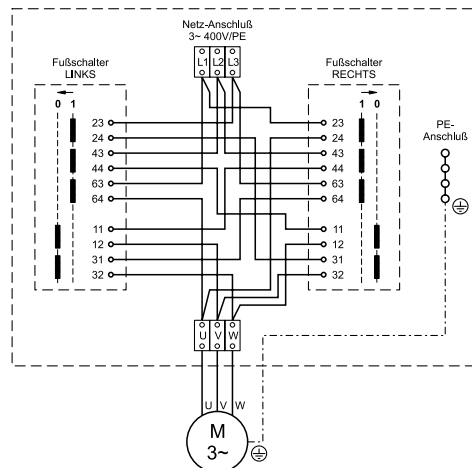 Netz-Anschluß
3~ 400V/PE
L1 L2 L3
Fußschalter
LINKS
0 1
23
24
43
44
63
64
11
12
31
32
Fußschalter
RECHTS
1 0
23
24
43
44
63
64
11
12
31
32
PE-
Anschluß
U V W
U V W
M
3~